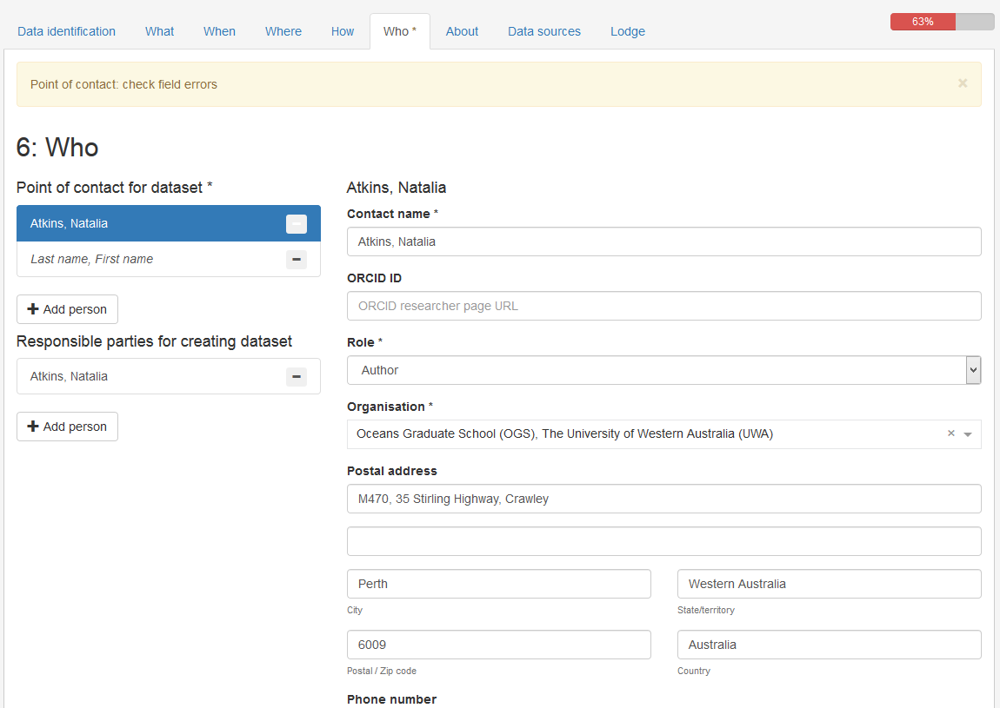 Data identification What When Where How Who * About Data sources Lodge 63%
Point of contact: check field errors ×
6: Who
Point of contact for dataset *
Atkins, Natalia
Last name, First name
Add person
Responsible parties for creating dataset
Atkins, Natalia
Add person
Atkins, Natalia
Contact name *
Atkins, Natalia
ORCID ID
ORCID researcher page URL
Role *
Author
Organisation *
Oceans Graduate School (OGS), The University of Western Australia (UWA) ×
Postal address
M470, 35 Stirling Highway, Crawley
Perth Western Australia
City State/territory
6009 Australia
Postal / Zip code Country
Phone number